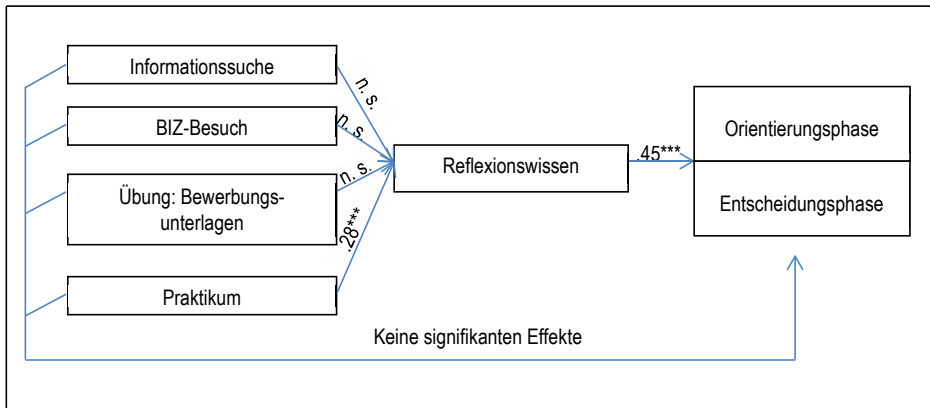 Informationssuche
n. s.
BIZ-Besuch
n. s.
Orientierungsphase
Reflexionswissen
.45***
n. s.
Übung: Bewerbungs-
unterlagen
Entscheidungsphase
.28***
Praktikum
Keine signifikanten Effekte